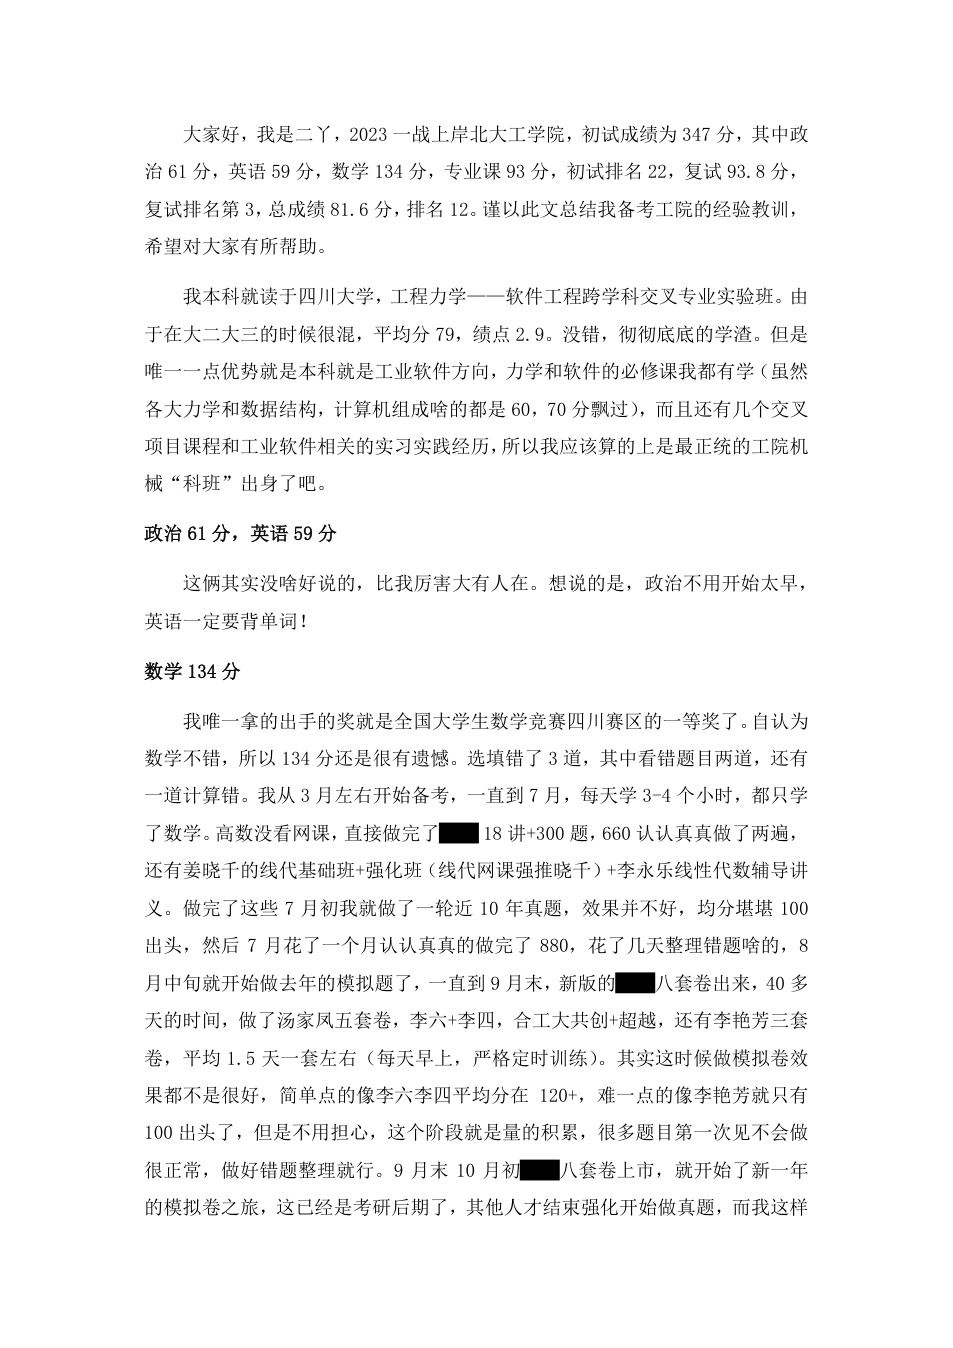 大家好，我是二丫，2023一战上岸北大工学院，初试成绩为347分，其中政
治61分，英语59分，数学134分，专业课93分，初试排名22，复试93.8分，
复试排名第3，总成绩81.6分，排名12。谨以此文总结我备考工院的经验教训，
希望对大家有所帮助。
我本科就读于四川大学，工程力学——软件工程跨学科交叉专业实验班。由
于在大二大三的时候很混，平均分79，绩点2.9。没错，彻彻底底的学渣。但是
唯一一点优势就是本科就是工业软件方向，力学和软件的必修课我都有学（虽然
各大力学和数据结构，计算机组成啥的都是60，70分飘过），而且还有几个交叉
项目课程和工业软件相关的实习实践经历，所以我应该算的上是最正统的工院机
械“科班”出身了吧。
政治61分，英语59分
这俩其实没啥好说的，比我厉害大有人在。想说的是，政治不用开始太早，
英语一定要背单词！
数学134分
我唯一拿的出手的奖就是全国大学生数学竞赛四川赛区的一等奖了。自认为
数学不错，所以134分还是很有遗憾。选填错了3道，其中看错题目两道，还有
一道计算错。我从3月左右开始备考，一直到7月，每天学3-4个小时，都只学
了数学。高数没看网课，直接做完了 18讲+300题，660认认真真做了两遍，
还有姜晓千的线代基础班+强化班（线代网课强推晓千）+李永乐线性代数辅导讲
义。做完了这些7月初我就做了一轮近10年真题，效果并不好，均分堪堪100
出头，然后7月花了一个月认认真真的做完了880，花了几天整理错题啥的，8
月中旬就开始做去年的模拟题了，一直到9月末，新版的 八套卷出来，40多
天的时间，做了汤家凤五套卷，李六+李四，合工大共创+超越，还有李艳芳三套
卷，平均1.5天一套左右（每天早上，严格定时训练）。其实这时候做模拟卷效
果都不是很好，简单点的像李六李四平均分在120+，难一点的像李艳芳就只有
100出头了，但是不用担心，这个阶段就是量的积累，很多题目第一次见不会做
很正常，做好错题整理就行。9月末10月初 八套卷上市，就开始了新一年
的模拟卷之旅，这已经是考研后期了，其他人才结束强化开始做真题，而我这样